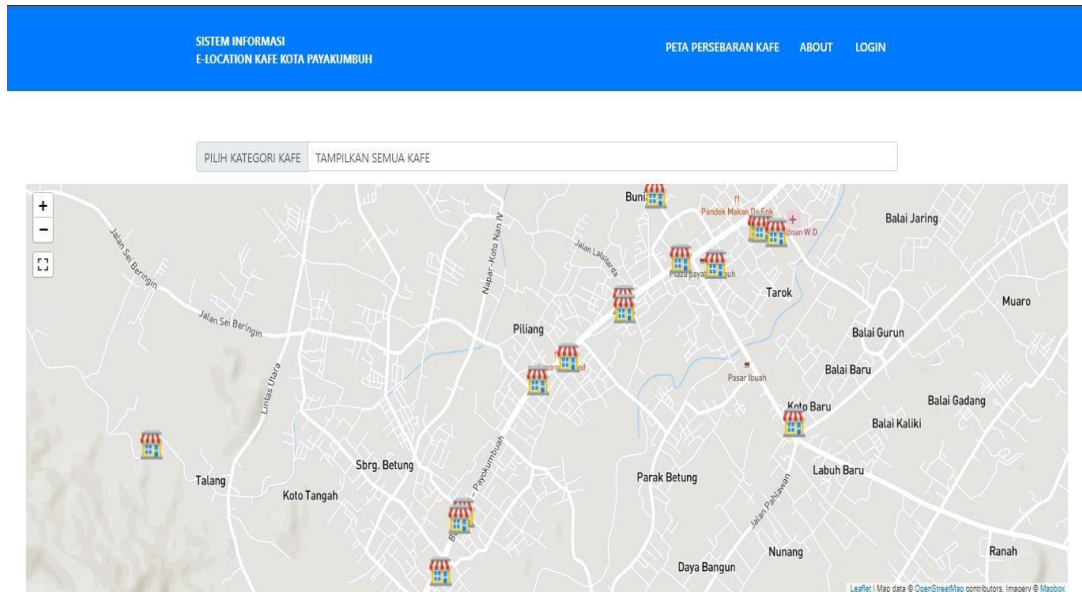 SISTEM INFORMASI
E-LOCATION KAFE KOTA PAYAKUMBUH
PETA PERSEBARAN KAFE ABOUT LOGIN
PILIH KATEGORI KAFE TAMPILKAN SEMUA KAFE
+
-
Buni
Pondok Makan Da Enk
Balai Jaring
Jalan Sei Beringin
Napar-Koto Nan IV
Tarok
Muaro
Jalan Sei Beringin
Piliang
Balai Gurun
Lintas Utara
Pasar Ibuah
Balai Baru
Koto Baru
Balai Gadang
Balai Kaliki
Talang
Sbrg. Betung
Koto Tangah
Payokumbuah
Parak Betung
Labuh Baru
Jalan Pahlawan
Nunang
Ranah
Daya Bangun
Leaflet | Map data © OpenStreetMap contributors, Imagery © Mapbox